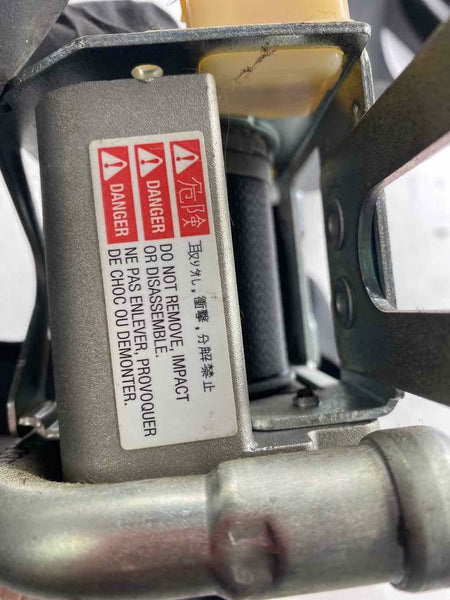 危険
取り外し,衝撃,分解禁止
DANGER
DO NOT REMOVE, IMPACT
OR DISASSEMBLE.
DANGER
NE PAS ENLEVER, PROVOQUER
DE CHOC OU DEMONTER.